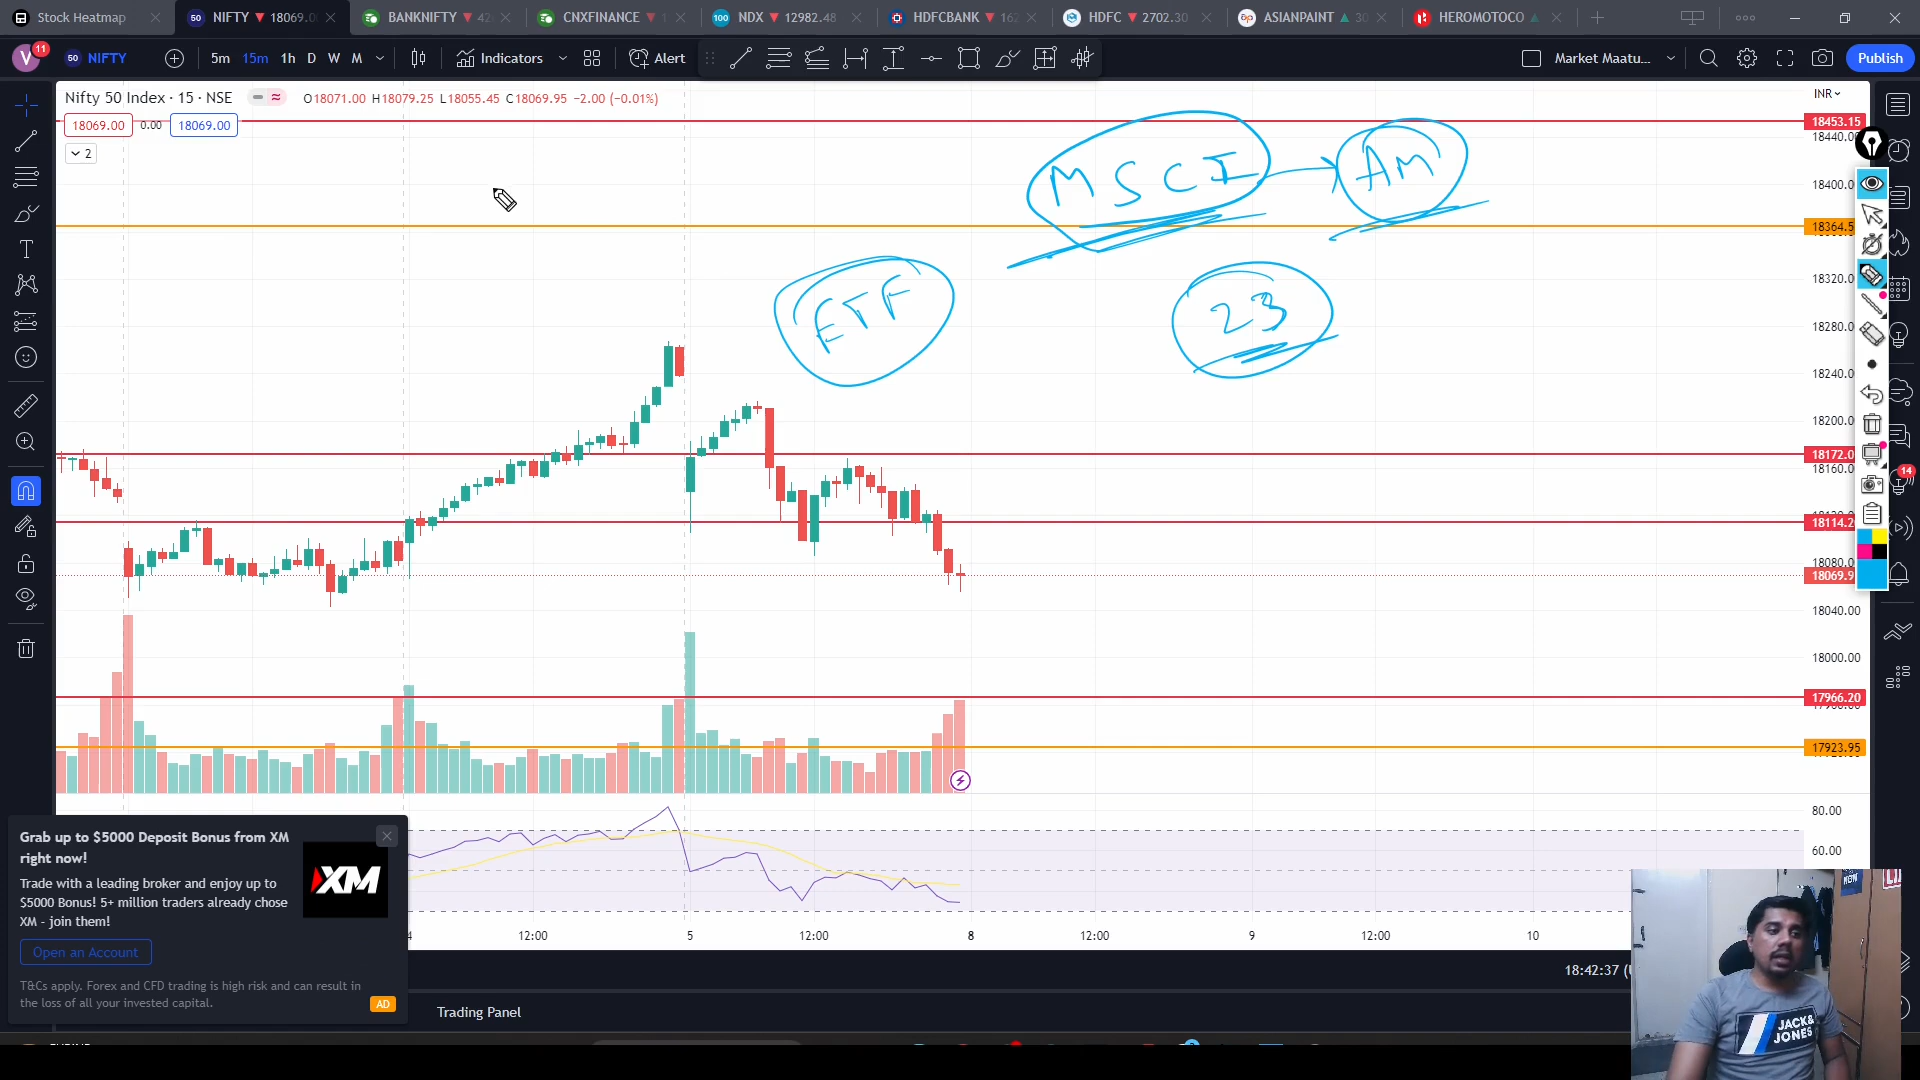 Stock Heatmap
NIFTY ▼ 18069.0
BANKNIFTY ▼ 42
CNXFINANCE ▼ 1
NDX ▼ 12982.48
HDFCBANK ▼ 162
HDFC ▼ 2702.30
ASIANPAINT ▲ 30
HEROMOTOCO ▲
V 11 50 NIFTY 5m 15m 1h D W M Indicators Alert Market Maatu... Publish
Nifty 50 Index · 15 · NSE O18071.00 H18079.25 L18055.45 C18069.95 −2.00 (−0.01%)
18069.00 0.00 18069.00
2
INR
18453.15
18440.0
18400.0
18364.5
18320.0
18280.0
18240.0
18200.0
18172.0
18160.0
18114.2
18080.0
18069.9
18040.00
18000.00
17966.20
17923.95
80.00
60.00
MSCI
AM
ETF
23
14
Grab up to $5000 Deposit Bonus from XM
right now!
Trade with a leading broker and enjoy up to
$5000 Bonus! 5+ million traders already chose
XM - join them!
XM
Open an Account
T&Cs apply. Forex and CFD trading is high risk and can result in
the loss of all your invested capital.
AD
4 12:00 5 12:00 8 12:00 9 12:00 10
18:42:37 (U
Trading Panel
JACK&
JONES